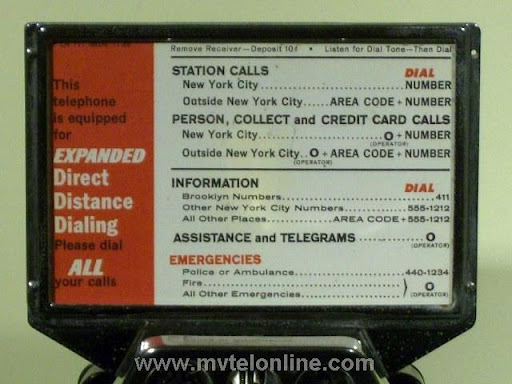 This
telephone
is equipped
for
EXPANDED
Direct
Distance
Dialing
Please dial
ALL
your calls
Remove Receiver—Deposit 10¢ • Listen for Dial Tone—Then Dial
STATION CALLS DIAL
New York City..............................NUMBER
Outside New York City......AREA CODE + NUMBER
PERSON, COLLECT and CREDIT CARD CALLS
New York City..........................O + NUMBER
(OPERATOR)
Outside New York City..O + AREA CODE + NUMBER
(OPERATOR)
INFORMATION DIAL
Brooklyn Numbers..............................411
Other New York City Numbers..........555-1212
All Other Places................AREA CODE + 555-1212
ASSISTANCE and TELEGRAMS ..............O
(OPERATOR)
EMERGENCIES
Police or Ambulance......................440-1234
Fire........................................
All Other Emergencies........................ } O
(OPERATOR)
www.mvtelonline.com